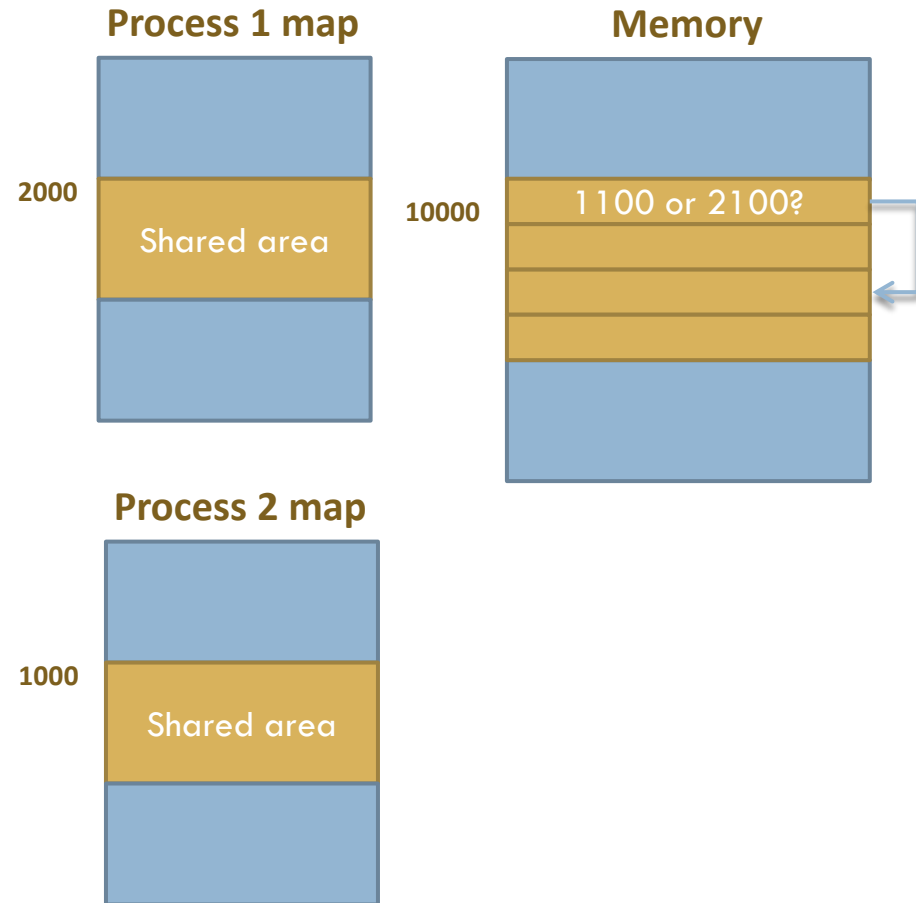 Process 1 map
2000
Shared area
Memory
10000
1100 or 2100?
Process 2 map
1000
Shared area